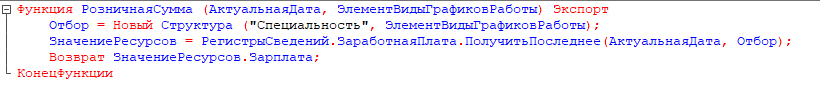 Функция РозничнаяСумма (АктуальнаяДата, ЭлементВидыГрафиковРаботы) Экспорт
Отбор = Новый Структура ("Специальность", ЭлементВидыГрафиковРаботы);
ЗначениеРесурсов = РегистрыСведений.ЗаработнаяПлата.ПолучитьПоследнее(АктуальнаяДата, Отбор);
Возврат ЗначениеРесурсов.Зарплата;
КонецФункции